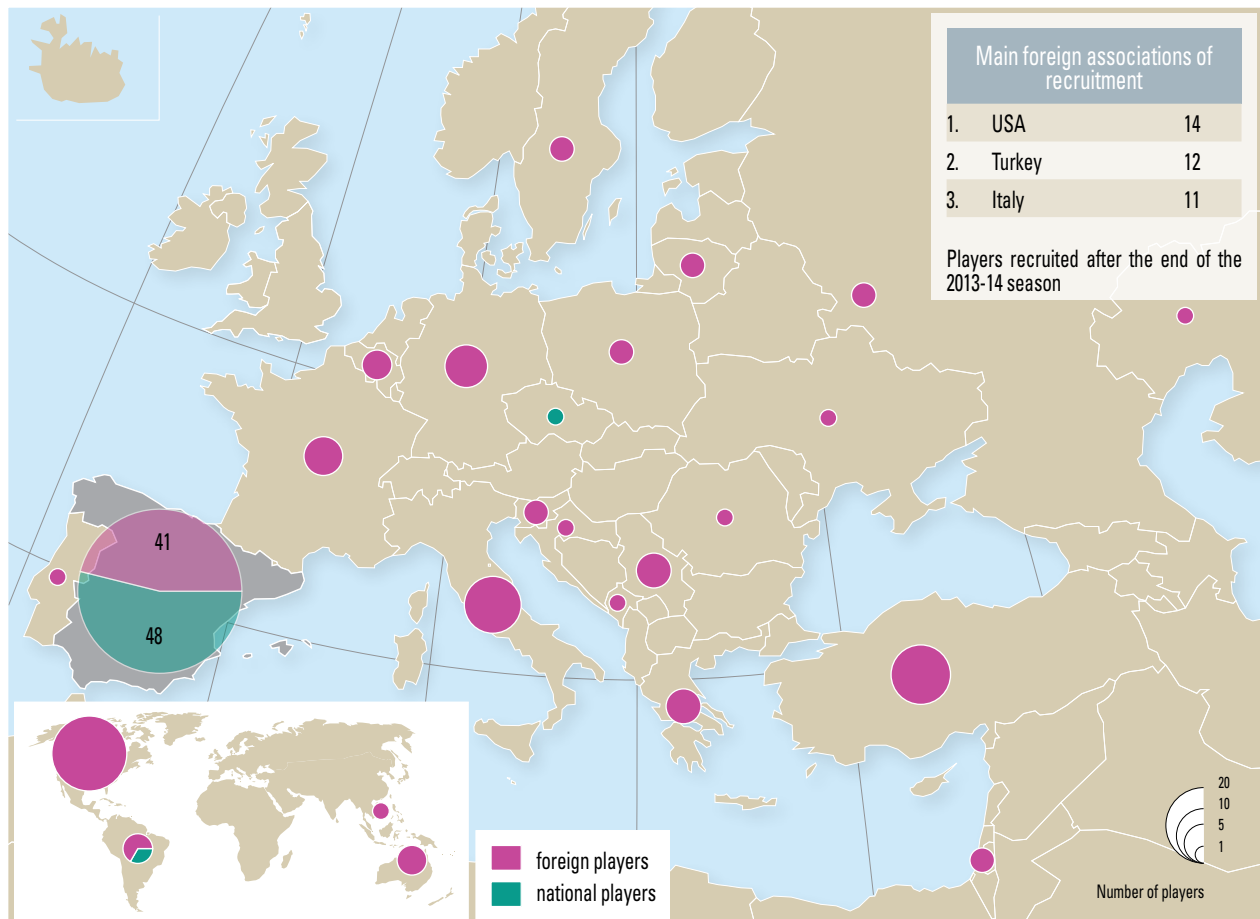 Main foreign associations of
recruitment
1. USA 14
2. Turkey 12
3. Italy 11
Players recruited after the end of the
2013-14 season
41
48
foreign players
national players
20
10
5
1
Number of players